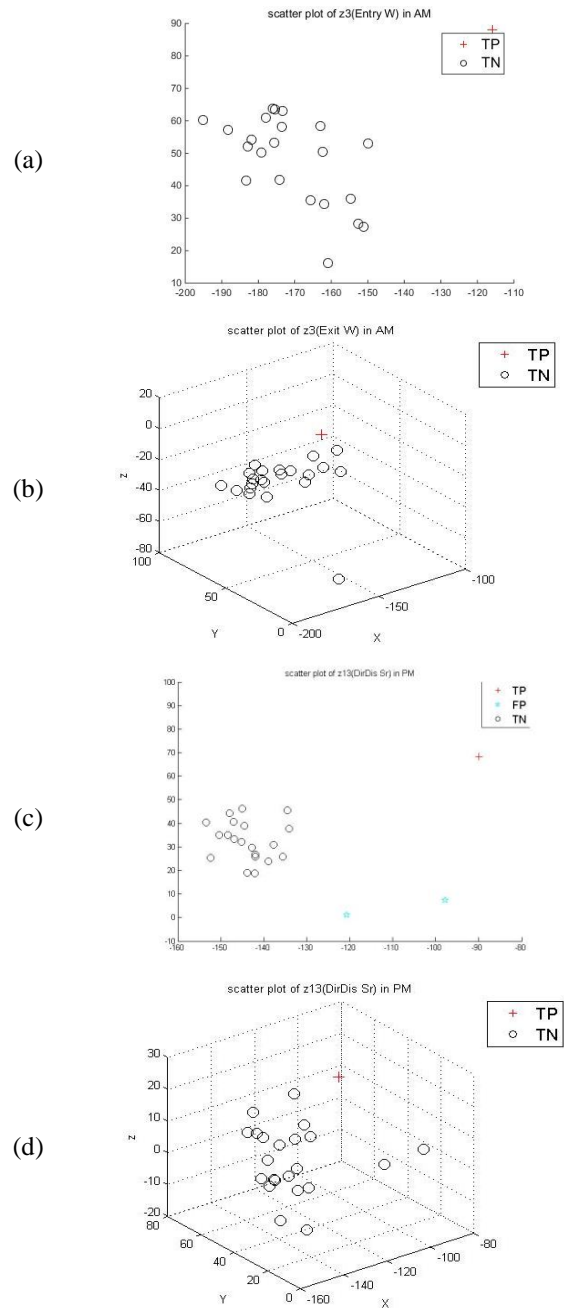 (a)
scatter plot of z3(Entry W) in AM
TP
TN
90
80
70
60
50
40
30
20
10
-200 -190 -180 -170 -160 -150 -140 -130 -120 -110
(b)
scatter plot of z3(Exit W) in AM
TP
TN
20
0
-20
-40
-60
-80
z
100
50
0
Y
-200
-150
-100
X
(c)
scatter plot of z13(DirDis Sr) in PM
TP
FP
TN
100
90
80
70
60
50
40
30
20
10
0
-10
-160 -150 -140 -130 -120 -110 -100 -90 -80
(d)
scatter plot of z13(DirDis Sr) in PM
TP
TN
30
20
10
0
-10
-20
z
80
60
40
20
0
Y
-160
-140
-120
-100
-80
X